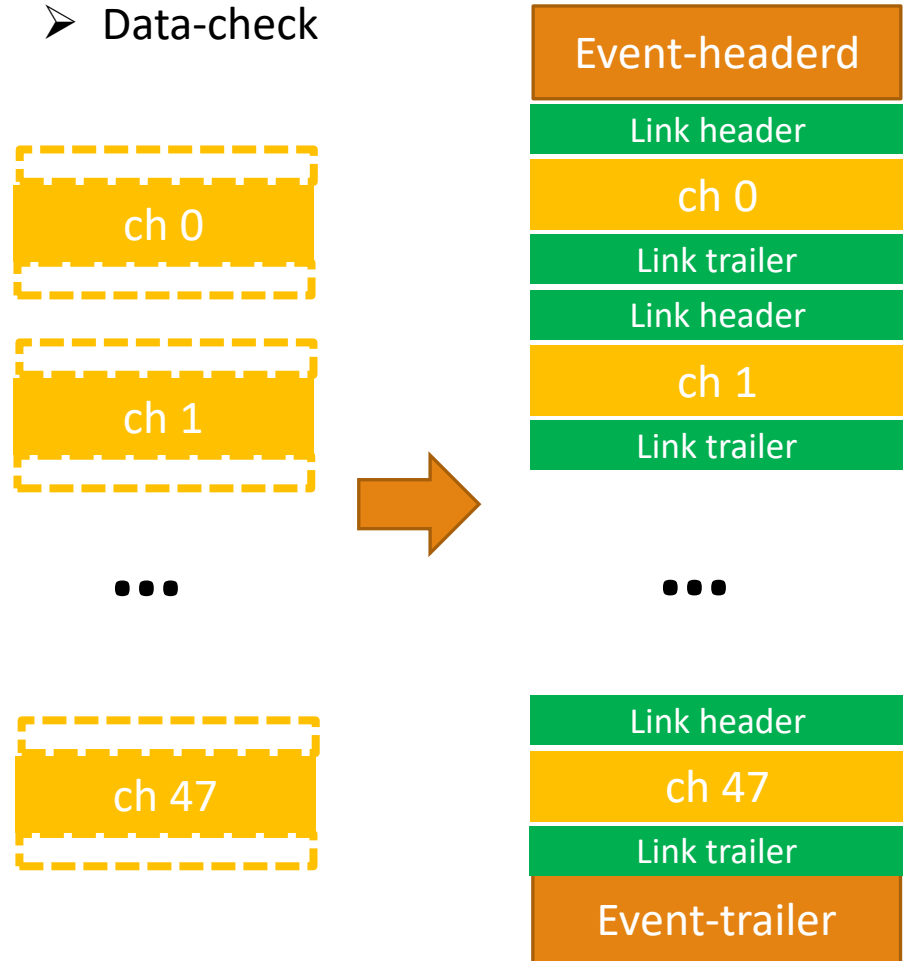 ➢ Data-check
ch 0
ch 1
...
ch 47
Event-headerd
Link header
ch 0
Link trailer
Link header
ch 1
Link trailer
...
Link header
ch 47
Link trailer
Event-trailer